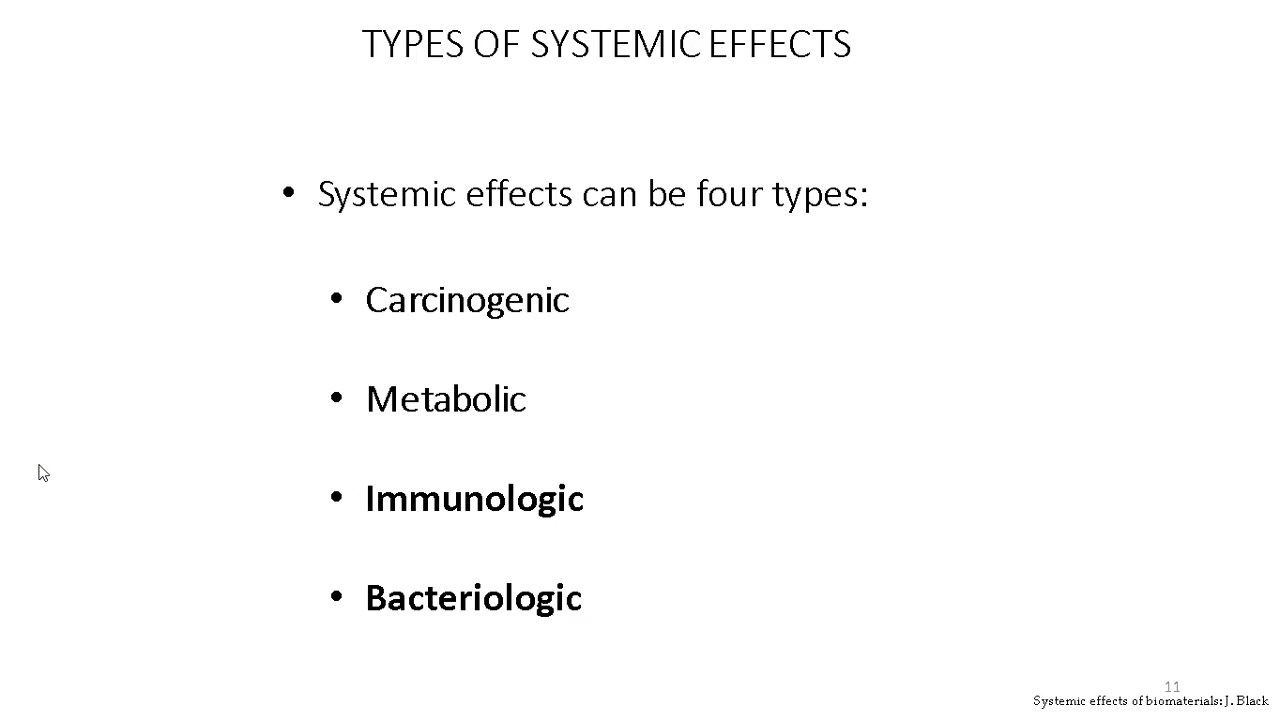 TYPES OF SYSTEMIC EFFECTS
• Systemic effects can be four types:
• Carcinogenic
• Metabolic
• Immunologic
• Bacteriologic
11
Systemic effects of biomaterials: J. Black